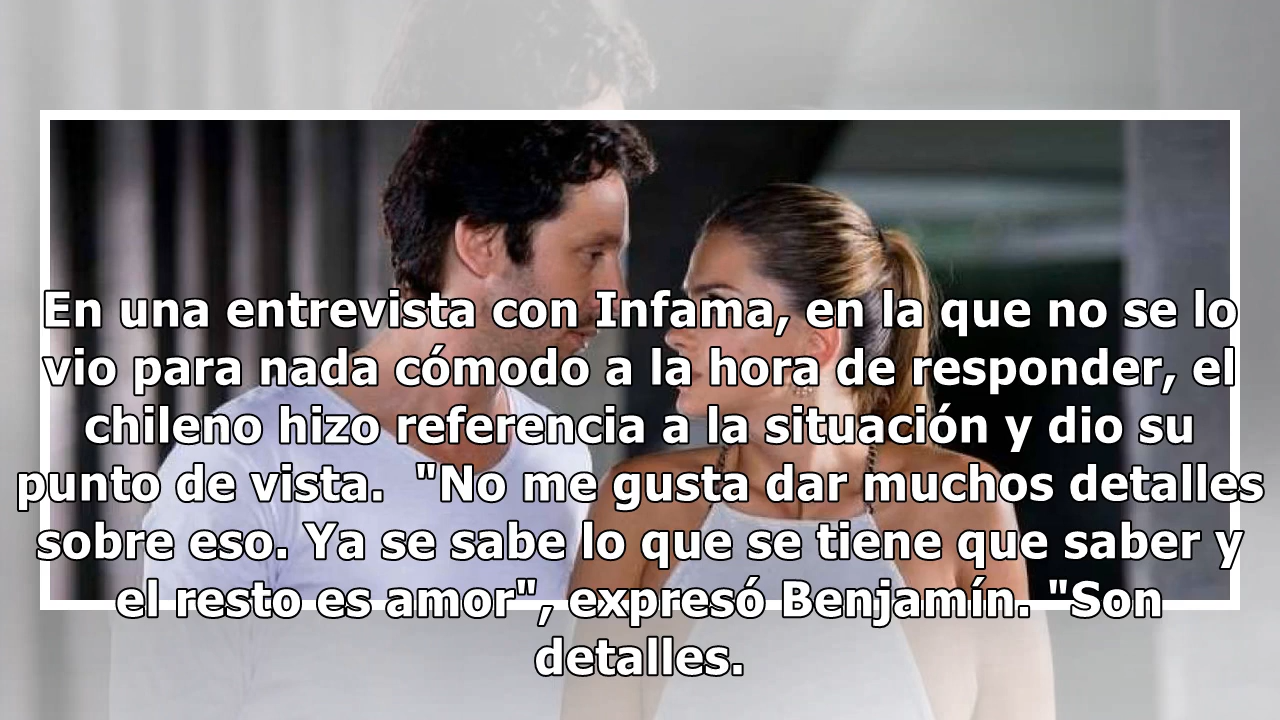 En una entrevista con Infama, en la que no se lo
vio para nada cómodo a la hora de responder, el
chileno hizo referencia a la situación y dio su
punto de vista.  "No me gusta dar muchos detalles
sobre eso. Ya se sabe lo que se tiene que saber y
el resto es amor", expresó Benjamín. "Son
detalles.